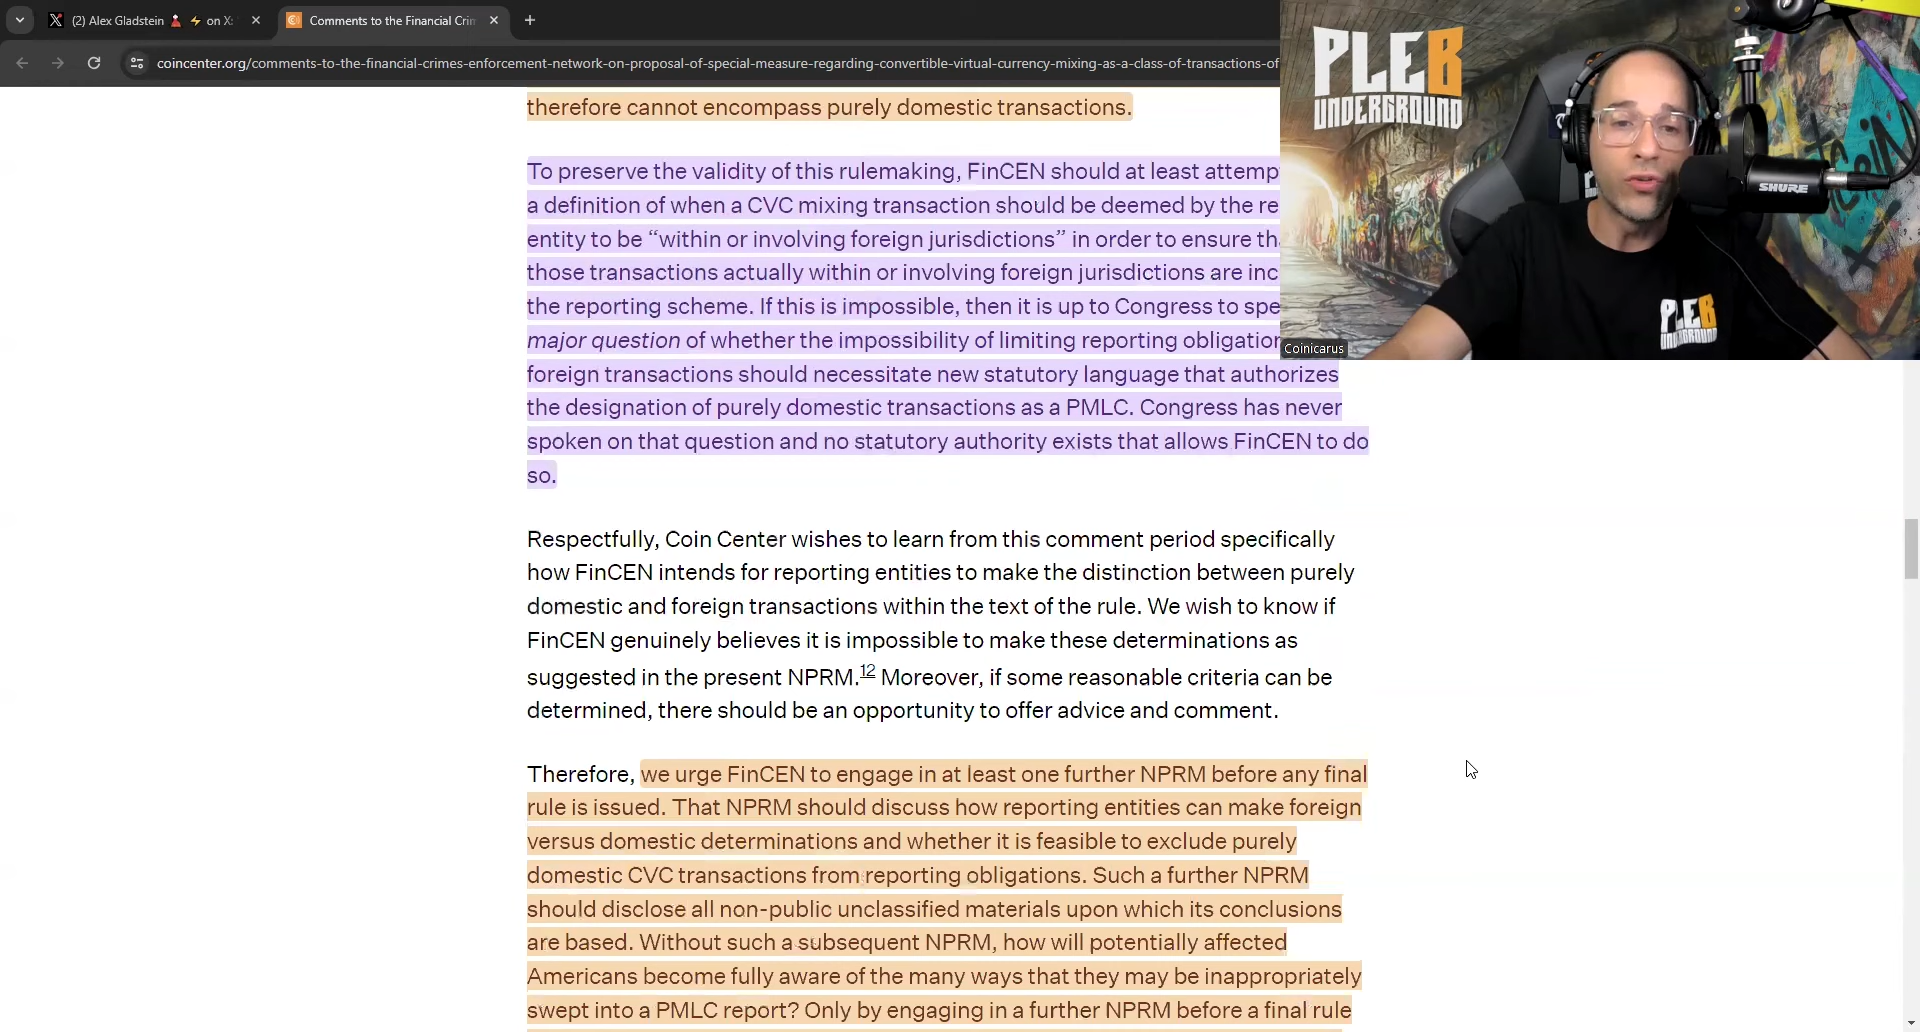 (2) Alex Gladstein on X:
Comments to the Financial Crim
coincenter.org/comments-to-the-financial-crimes-enforcement-network-on-proposal-of-special-measure-regarding-convertible-virtual-currency-mixing-as-a-class-of-transactions-of
PLEB
UNDERGROUND
SHURE
PLEB
UNDERGROUND
Coinicarus
therefore cannot encompass purely domestic transactions.
To preserve the validity of this rulemaking, FinCEN should at least attemp
a definition of when a CVC mixing transaction should be deemed by the re
entity to be “within or involving foreign jurisdictions” in order to ensure tha
those transactions actually within or involving foreign jurisdictions are inc
the reporting scheme. If this is impossible, then it is up to Congress to spe
major question of whether the impossibility of limiting reporting obligation
foreign transactions should necessitate new statutory language that authorizes
the designation of purely domestic transactions as a PMLC. Congress has never
spoken on that question and no statutory authority exists that allows FinCEN to do
so.
Respectfully, Coin Center wishes to learn from this comment period specifically
how FinCEN intends for reporting entities to make the distinction between purely
domestic and foreign transactions within the text of the rule. We wish to know if
FinCEN genuinely believes it is impossible to make these determinations as
suggested in the present NPRM.12 Moreover, if some reasonable criteria can be
determined, there should be an opportunity to offer advice and comment.
Therefore, we urge FinCEN to engage in at least one further NPRM before any final
rule is issued. That NPRM should discuss how reporting entities can make foreign
versus domestic determinations and whether it is feasible to exclude purely
domestic CVC transactions from reporting obligations. Such a further NPRM
should disclose all non-public unclassified materials upon which its conclusions
are based. Without such a subsequent NPRM, how will potentially affected
Americans become fully aware of the many ways that they may be inappropriately
swept into a PMLC report? Only by engaging in a further NPRM before a final rule